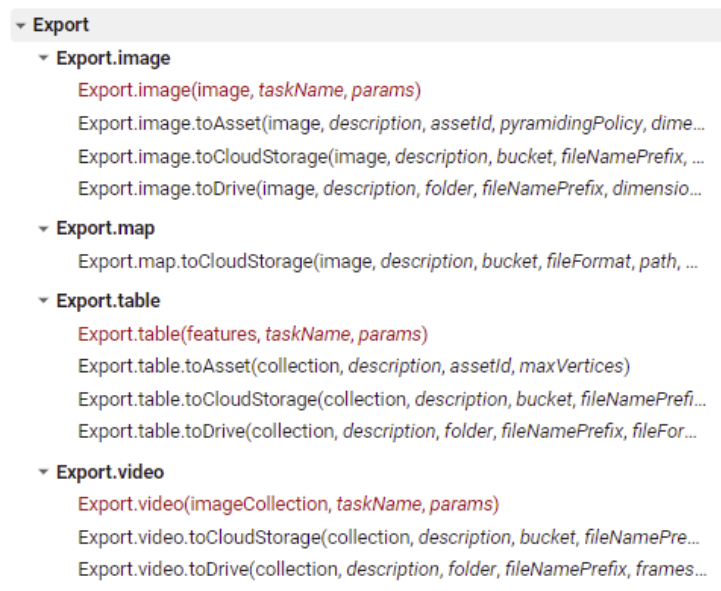 Export
Export.image
Export.image(image, taskName, params)
Export.image.toAsset(image, description, assetId, pyramidingPolicy, dime...
Export.image.toCloudStorage(image, description, bucket, fileNamePrefix, ...
Export.image.toDrive(image, description, folder, fileNamePrefix, dimensio...
Export.map
Export.map.toCloudStorage(image, description, bucket, fileFormat, path, ...
Export.table
Export.table(features, taskName, params)
Export.table.toAsset(collection, description, assetId, maxVertices)
Export.table.toCloudStorage(collection, description, bucket, fileNamePrefi...
Export.table.toDrive(collection, description, folder, fileNamePrefix, fileFor...
Export.video
Export.video(imageCollection, taskName, params)
Export.video.toCloudStorage(collection, description, bucket, fileNamePre...
Export.video.toDrive(collection, description, folder, fileNamePrefix, frames...